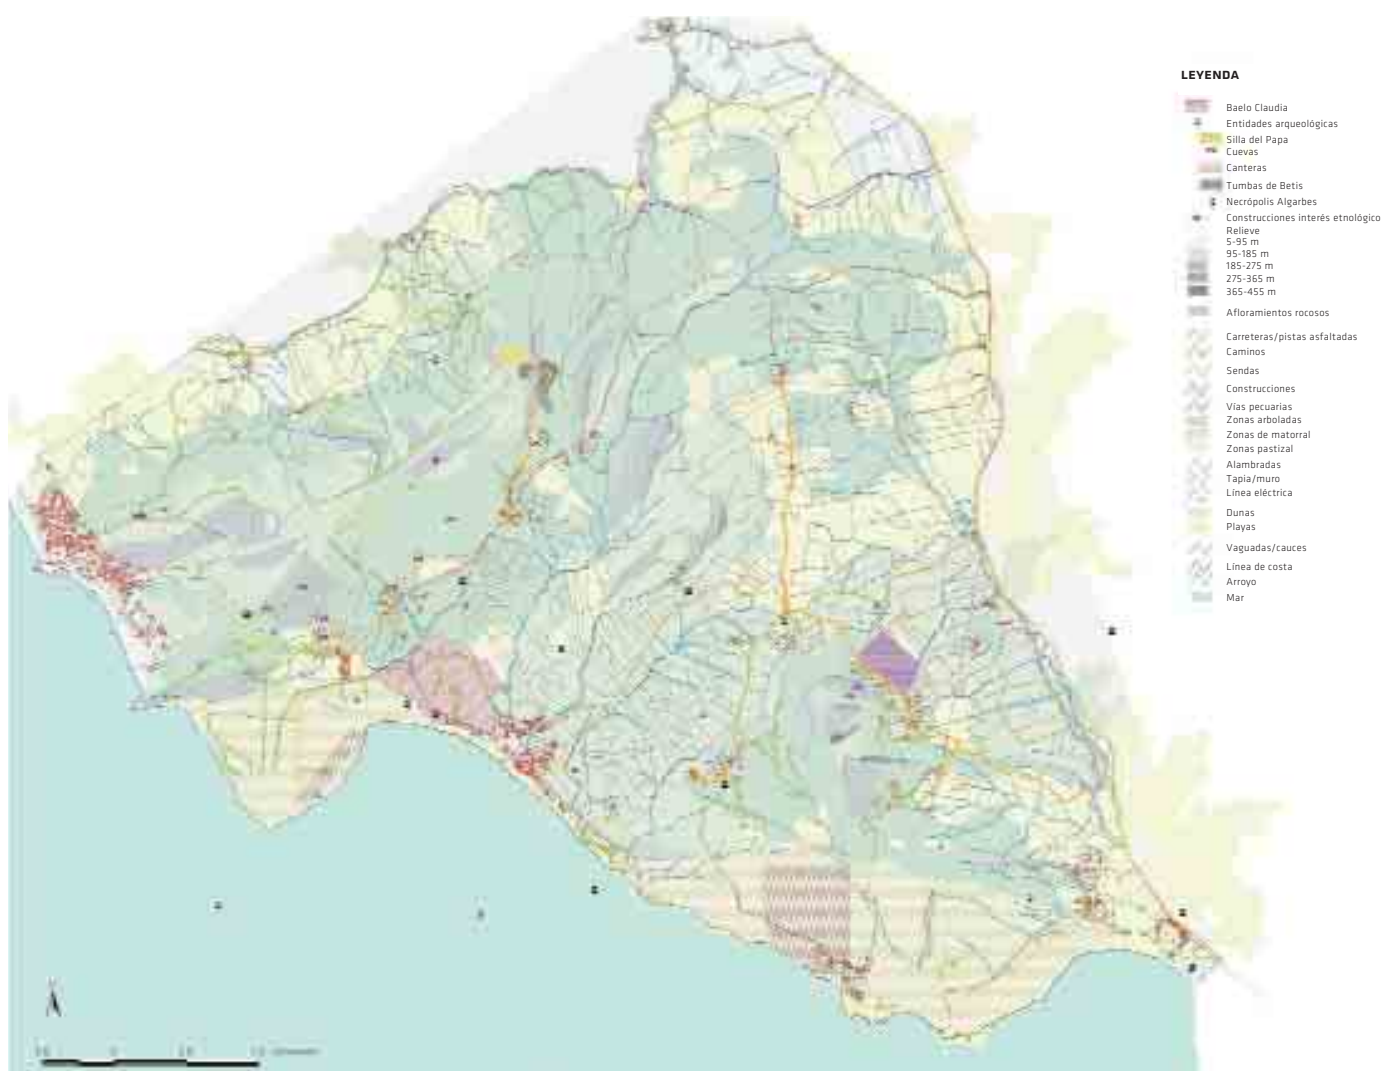 LEYENDA
Baelo Claudia
Entidades arqueológicas
Silla del Papa
Cuevas
Canteras
Tumbas de Betis
Necrópolis Algarbes
Construcciones interés etnológico
Relieve
5-95 m
95-185 m
185-275 m
275-365 m
365-455 m
Afloramientos rocosos
Carreteras/pistas asfaltadas
Caminos
Sendas
Construcciones
Vías pecuarias
Zonas arboladas
Zonas de matorral
Zonas pastizal
Alambradas
Tapia/muro
Línea eléctrica
Dunas
Playas
Vaguadas/cauces
Línea de costa
Arroyo
Mar